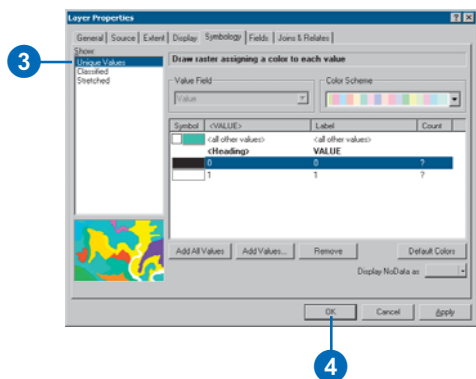 Layer Properties
General Source Extent Display Symbology Fields Joins & Relates
Show:
Unique Values
Classified
Stretched
Draw raster assigning a color to each value
Value Field
Value
Color Scheme
Symbol <VALUE> Label Count
<all other values> <all other values>
<Heading> VALUE
0 0 ?
1 1 ?
Add All Values Add Values... Remove Default Colors
Display NoData as
OK Cancel Apply
3
4